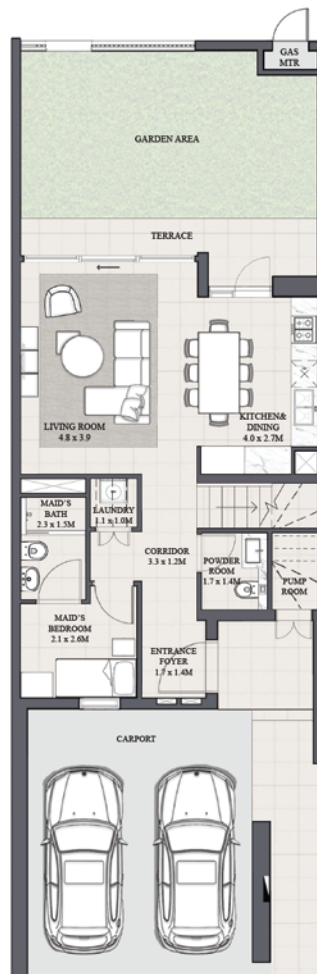 GAS
MTR
GARDEN AREA
TERRACE
LIVING ROOM
4.8 x 3.9
KITCHEN&
DINING
4.0 x 2.7M
MAID'S
BATH
2.3 x 1.5M
LAUNDRY
1.1 x 1.0M
CORRIDOR
3.3 x 1.2M
POWDER
ROOM
1.7 x 1.4M
PUMP
ROOM
MAID'S
BEDROOM
2.1 x 2.6M
ENTRANCE
FOYER
1.7 x 1.4M
CARPORT